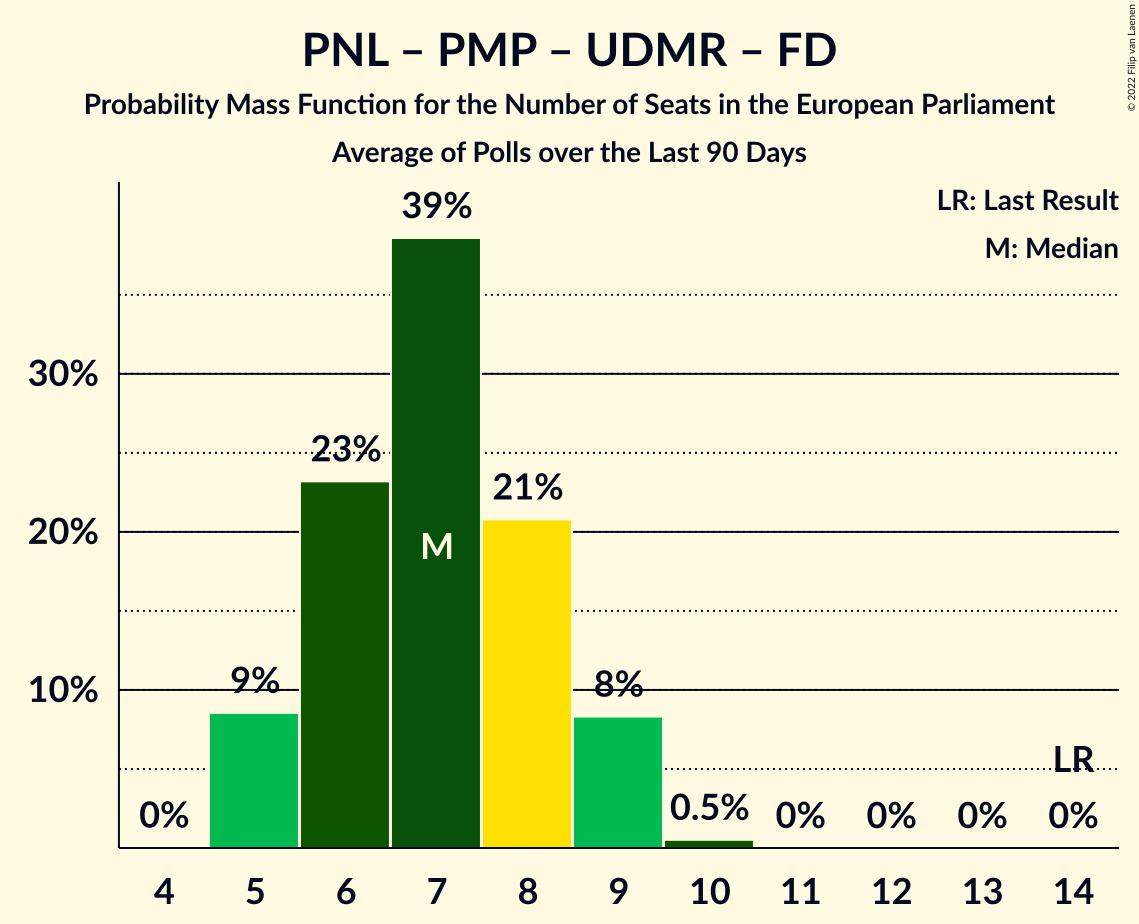 PNL – PMP – UDMR – FD
Probability Mass Function for the Number of Seats in the European Parliament
Average of Polls over the Last 90 Days
© 2022 Filip van Laenen
LR: Last Result
M: Median
39%
30%
23%
21%
20%
M
9%
8%
10%
LR
0%
0.5%
0%
0%
0%
0%
4 5 6 7 8 9 10 11 12 13 14